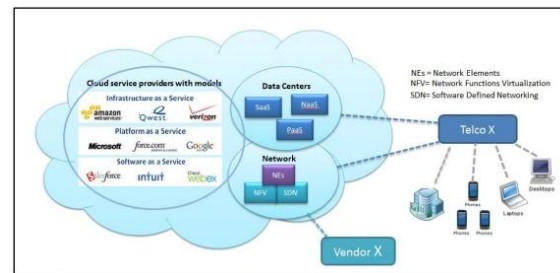 Cloud service providers with models
Infrastructure as a Service
amazon
webservices
Qwest
verizon
Platform as a Service
Microsoft
force.com
Google
Software as a Service
salesforce
intuit
Cisco
webex
Data Centers
SaaS
NaaS
PaaS
Network
NEs
NFV
SDN
Vendor X
NEs = Network Elements
NFV= Network Functions Virtualization
SDN= Software Defined Networking
Telco X
Phones
Phones
Phones
Laptops
Desktops